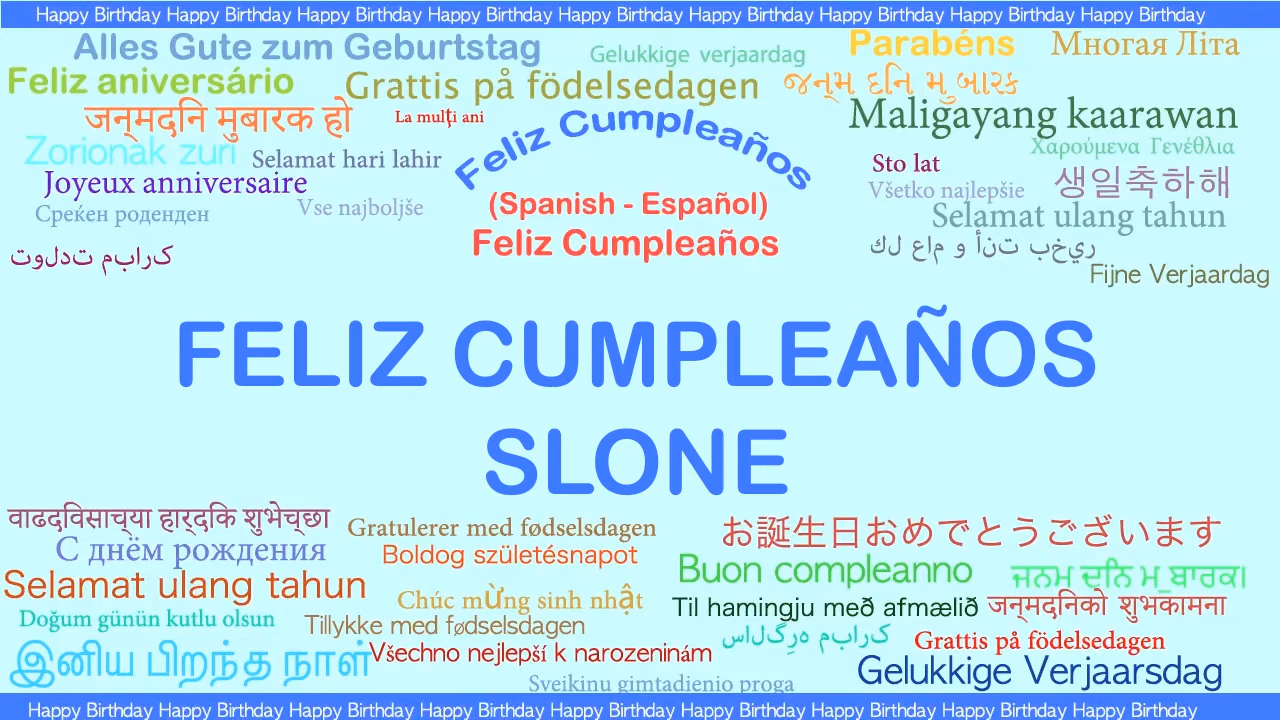 Happy Birthday Happy Birthday Happy Birthday Happy Birthday Happy Birthday Happy Birthday Happy Birthday Happy Birthday Happy Birthday
Alles Gute zum Geburtstag
Gelukkige verjaardag
Parabéns
Многая Літа
Feliz aniversário
Grattis på födelsedagen
જન્મ દિન મુબારક
जन्मदिन मुबारक हो
La mulţi ani
Feliz Cumpleaños
Maligayang kaarawan
Zorionak zuri
Selamat hari lahir
Sto lat
Χαρούμενα Γενέθλια
Joyeux anniversaire
Všetko najlepšie
생일축하해
Срeќен роденден
Vse najboljše
(Spanish - Español)
Selamat ulang tahun
Feliz Cumpleaños
تولدت مبارک
كل عام و أنت بخير
Fijne Verjaardag
FELIZ CUMPLEAÑOS
SLONE
वाढदिवसाच्या हार्दिक शुभेच्छा
Gratulerer med fødselsdagen
お誕生日おめでとうございます
С днём рождения
Boldog születésnapot
Selamat ulang tahun
Buon compleanno
ਜਨਮ ਦਿਨ ਮੁਬਾਰਕ।
Chúc mừng sinh nhật
Til hamingju með afmælið
जन्मदिनको शुभकामना
Doğum günün kutlu olsun
Tillykke med fødselsdagen
سالگرہ مبارک
Grattis på födelsedagen
இனிய பிறந்த நாள்
Všechno nejlepší k narozeninám
Gelukkige Verjaarsdag
Sveikinu gimtadienio proga
Happy Birthday Happy Birthday Happy Birthday Happy Birthday Happy Birthday Happy Birthday Happy Birthday Happy Birthday Happy Birthday